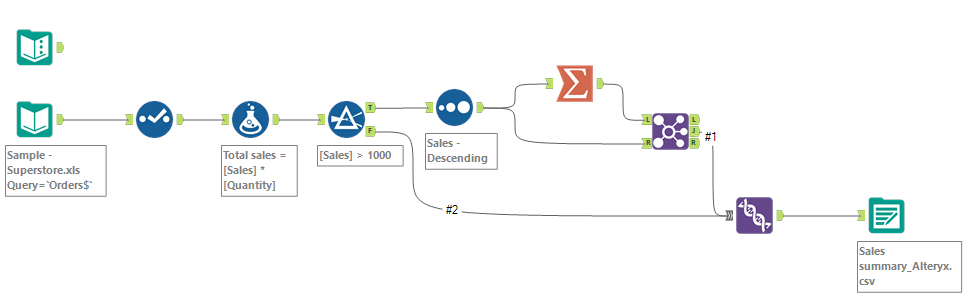 Sample -
Superstore.xls
Query=`Orders$`
Total sales =
[Sales] *
[Quantity]
T
F
[Sales] > 1000
Sales -
Descending
L
R
L
J
R
#1
#2
Sales
summary_Alteryx.
csv